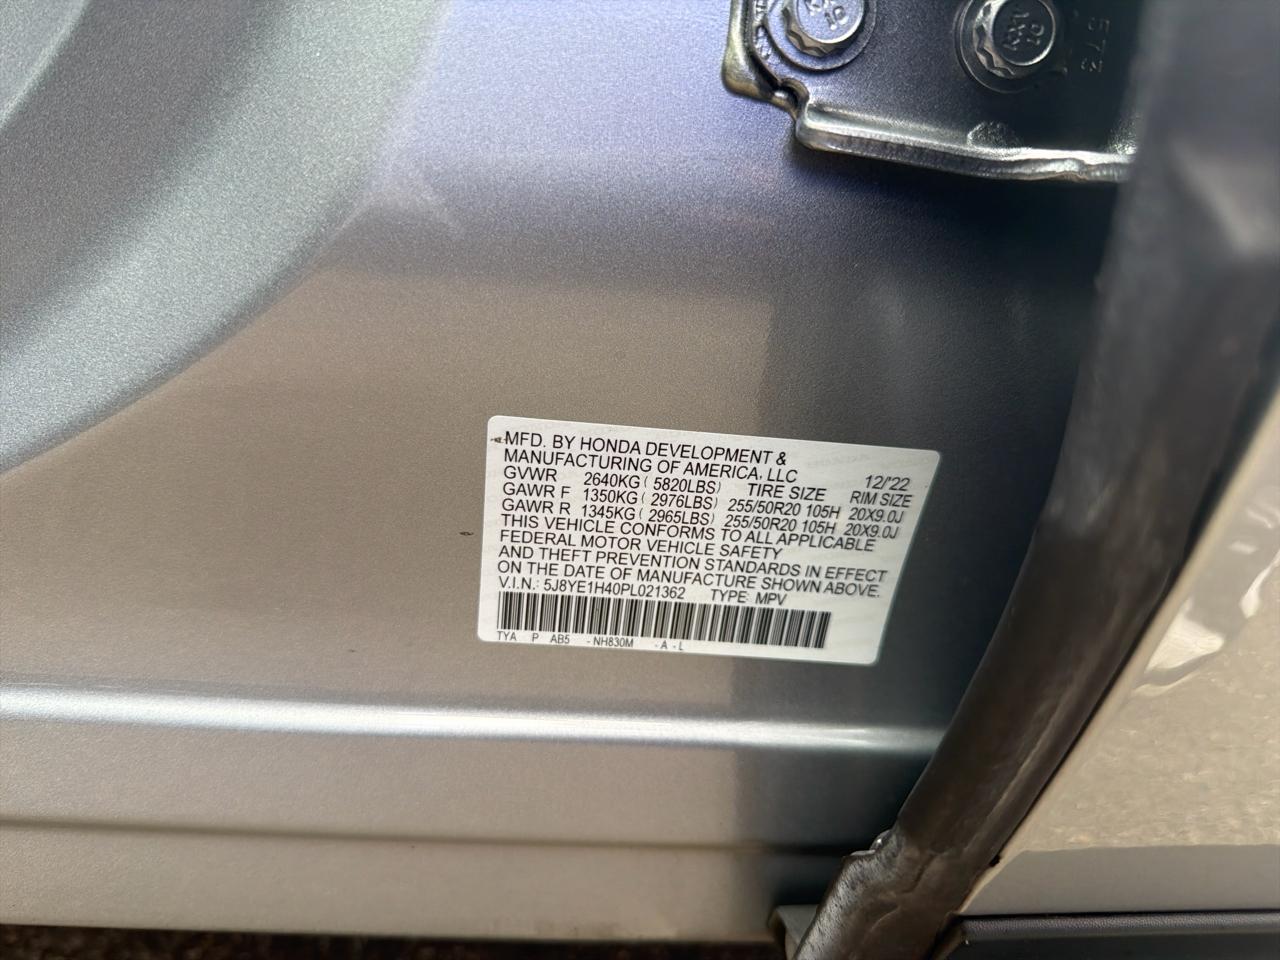 573
MFD. BY HONDA DEVELOPMENT &
MANUFACTURING OF AMERICA, LLC 12/'22
GVWR 2640KG ( 5820LBS) TIRE SIZE RIM SIZE
GAWR F 1350KG ( 2976LBS) 255/50R20 105H 20X9.0J
GAWR R 1345KG ( 2965LBS) 255/50R20 105H 20X9.0J
THIS VEHICLE CONFORMS TO ALL APPLICABLE
FEDERAL MOTOR VEHICLE SAFETY
AND THEFT PREVENTION STANDARDS IN EFFECT
ON THE DATE OF MANUFACTURE SHOWN ABOVE.
V.I.N.: 5J8YE1H40PL021362 TYPE: MPV
TYA P AB5 - NH830M - A - L